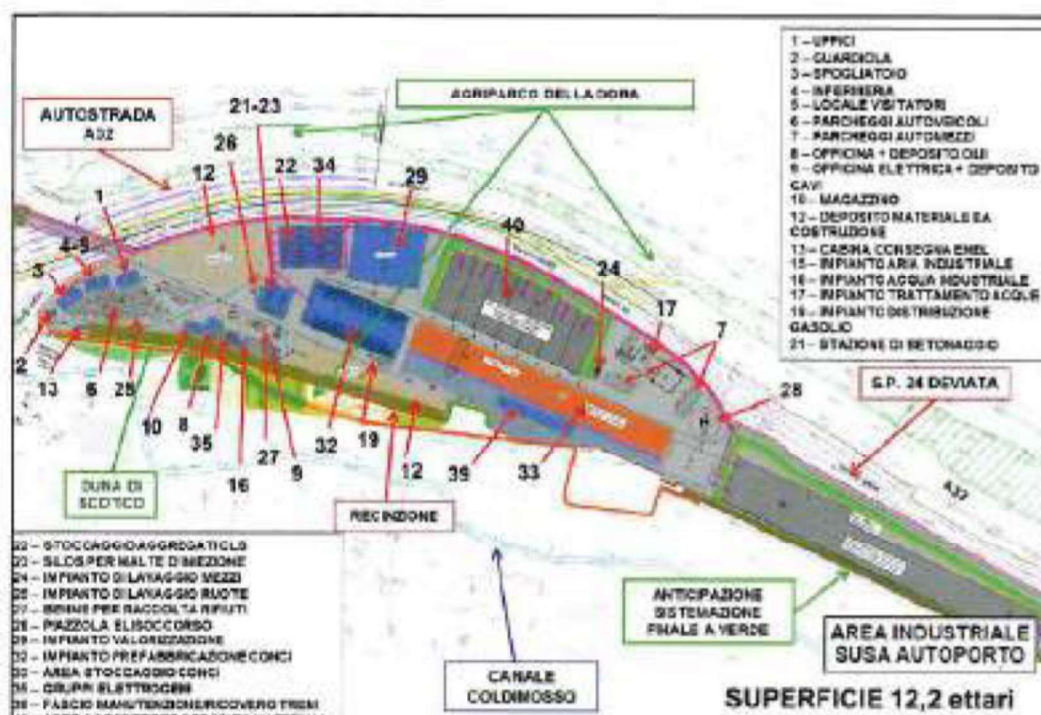 1 – UFFICI
2 – GUARDIOLA
3 – SPOGLIATOIO
4 – INFERMERIA
5 – LOCALE VISITATORI
6 – PARCHEGGI AUTOVEICOLI
7 – PARCHEGGI AUTOMEZZI
8 – OFFICINA + DEPOSITO OLII
9 – OFFICINA ELETTRICA + DEPOSITO
CAVI
10 – MAGAZZINO
12 – DEPOSITO MATERIALE DA
COSTRUZIONE
13 – CABINA CONSEGNA ENEL
15 – IMPIANTO ARIA INDUSTRIALE
16 – IMPIANTO ACQUA INDUSTRIALE
17 – IMPIANTO TRATTAMENTO ACQUE
19 – IMPIANTO DISTRIBUZIONE
GASOLIO
21 – STAZIONE DI BETONAGGIO
AGRIPARCO DELLA DORA
AUTOSTRADA
A32
21-23
26
12
22
34
29
1
4-5
3
40
24
17
7
S.P. 24 DEVIATA
28
2
13
6
25
10
8
35
16
27
9
32
19
12
39
33
A32
DUNA DI
SCOTICO
RECINZIONE
22 – STOCCAGGIO AGGREGATI CLS
23 – SILOS PER MALTE D'INIEZIONE
24 – IMPIANTO DI LAVAGGIO MEZZI
IMPIANTO DI LAVAGGIO RUOTE
27 – BENNE PER RACCOLTA RIFIUTI
28 – PIAZZOLA ELISOCCORSO
29 – IMPIANTO VALORIZZAZIONE
32 – IMPIANTO PREFABBRICAZIONE CONCI
33 – AREA STOCCAGGIO CONCI
35 – GRUPPI ELETTROGENI
FASCIO MANUTENZIONE/RICOVERO TRENI
CANALE
COLDIMOSSO
ANTICIPAZIONE
SISTEMAZIONE
FINALE A VERDE
AREA INDUSTRIALE
SUSA AUTOPORTO
SUPERFICIE 12,2 ettari